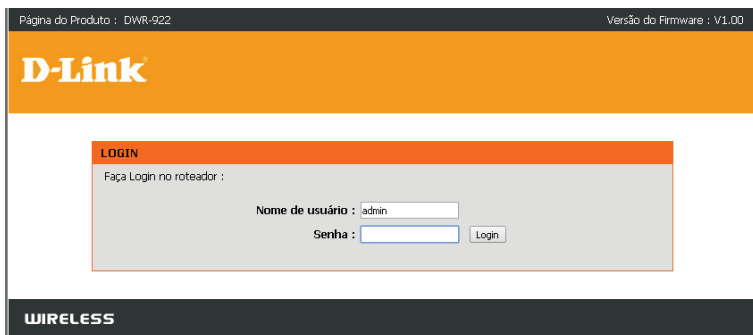 Página do Produto : DWR-922 Versão do Firmware : V1.00
D-Link
LOGIN
Faça Login no roteador :
Nome de usuário : admin
Senha : Login
WIRELESS